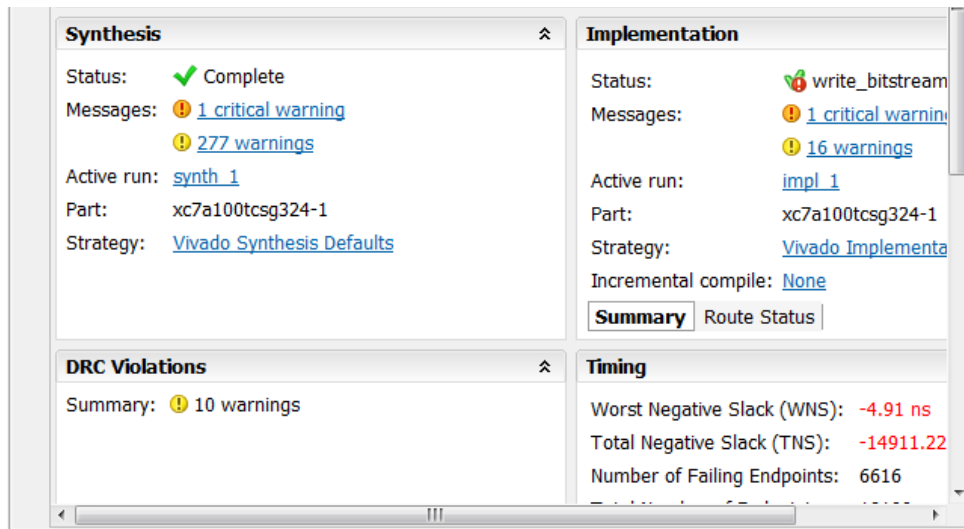 Synthesis
Status: Complete
Messages: 1 critical warning
277 warnings
Active run: synth_1
Part: xc7a100tcsg324-1
Strategy: Vivado Synthesis Defaults
Implementation
Status: write_bitstream
Messages: 1 critical warnin
16 warnings
Active run: impl_1
Part: xc7a100tcsg324-1
Strategy: Vivado Implementa
Incremental compile: None
Summary Route Status
DRC Violations
Summary: 10 warnings
Timing
Worst Negative Slack (WNS): -4.91 ns
Total Negative Slack (TNS): -14911.22
Number of Failing Endpoints: 6616